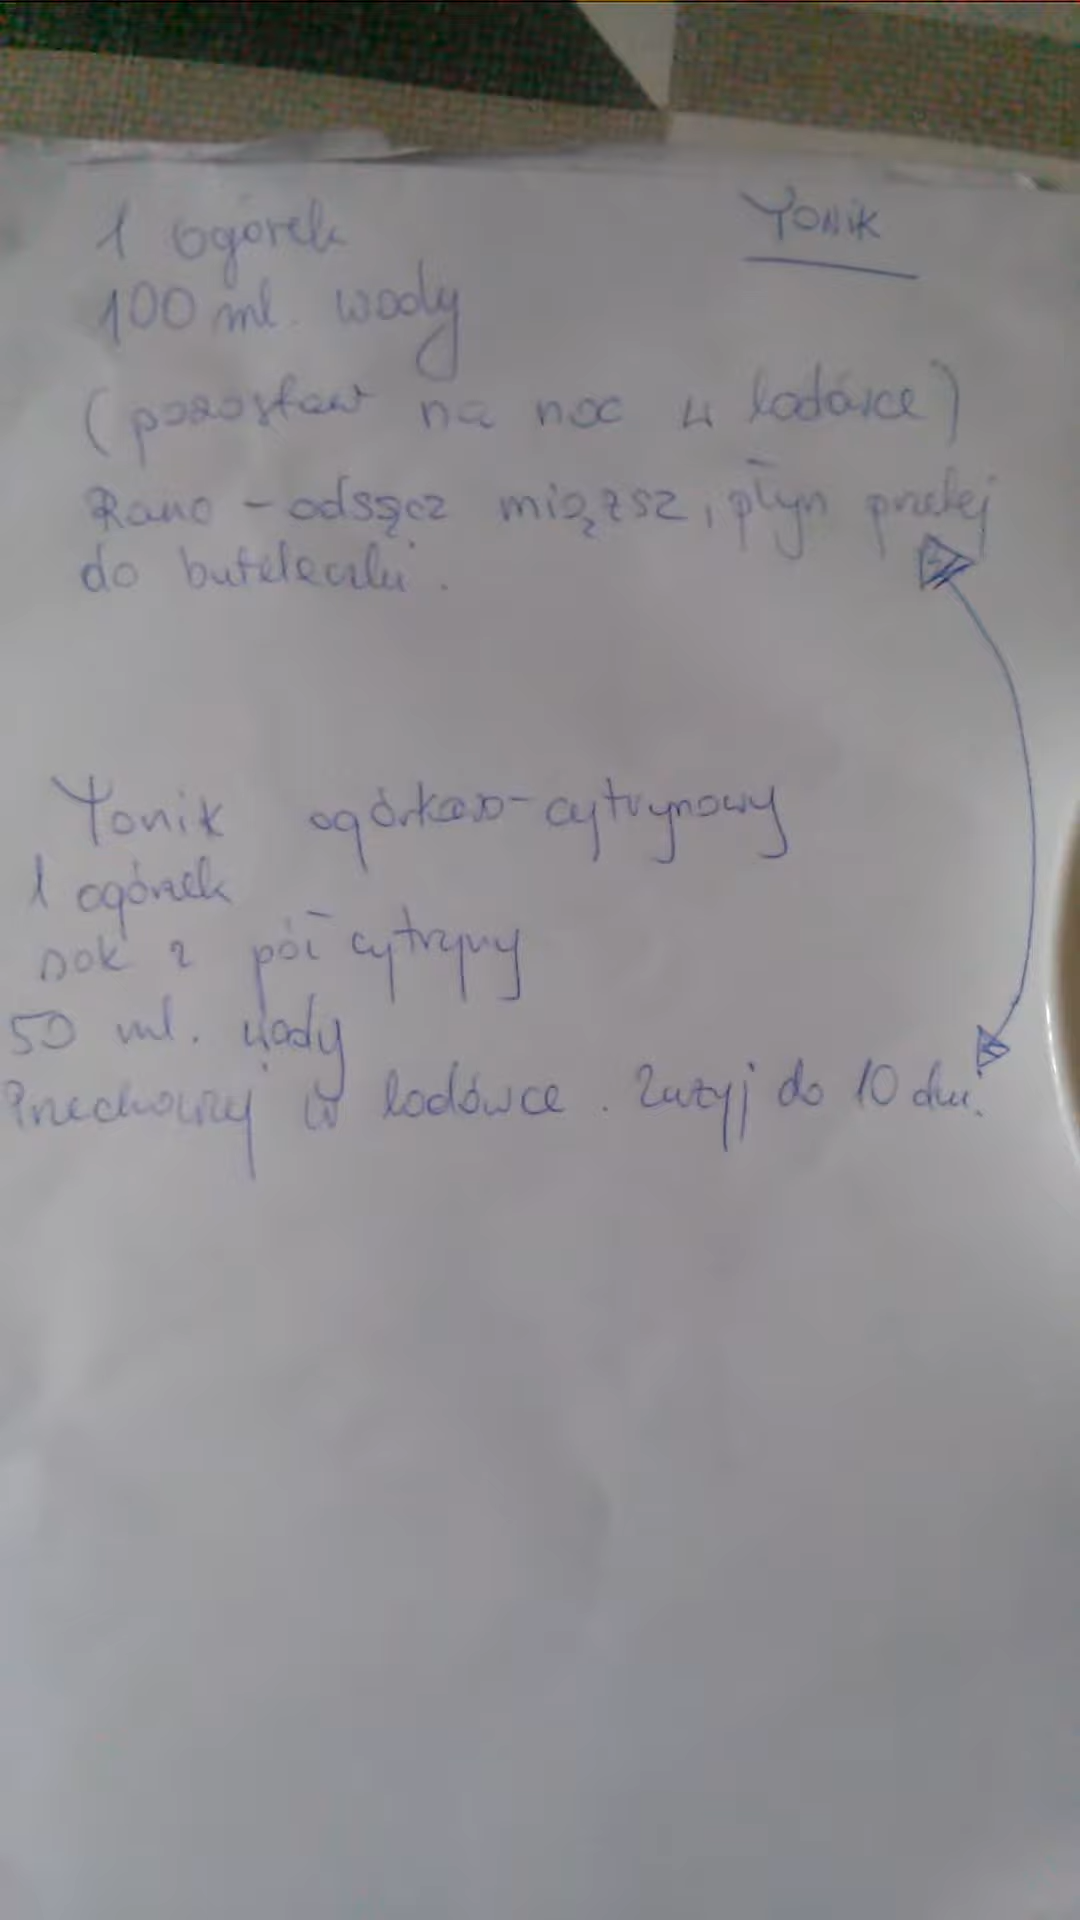 Tonik
1 ogórek
100 ml. wody
(pozostaw na noc w lodówce)
Rano - odsącz miąższ, płyn przelej
do buteleczki.
Tonik ogórkowo-cytrynowy
1 ogórek
sok z pół cytryny
50 ml. wody
Przechowuj w lodówce. Zużyj do 10 dni.